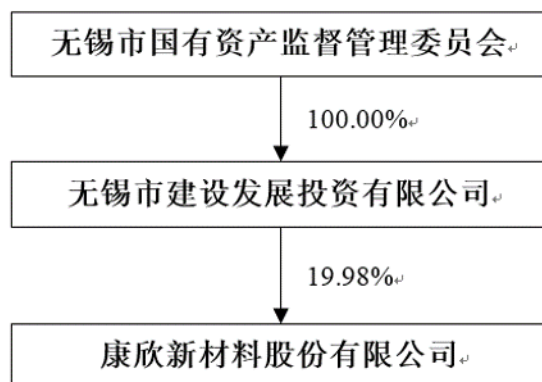 无锡市国有资产监督管理委员会
100.00%
无锡市建设发展投资有限公司
19.98%
康欣新材料股份有限公司